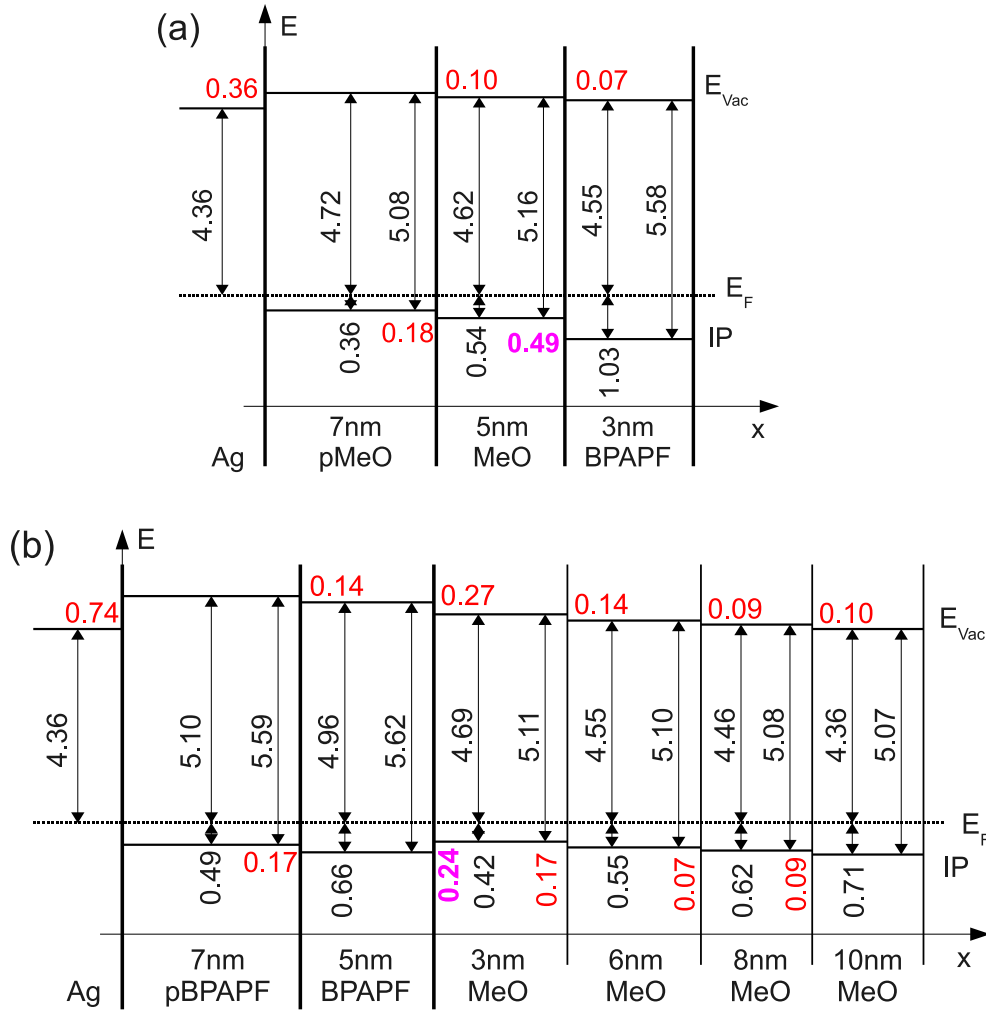 (a)
E
0.36
0.10
0.07
E_Vac
4.36
4.72
5.08
4.62
5.16
4.55
5.58
E_F
0.36
0.18
0.54
0.49
1.03
IP
x
7nm
5nm
3nm
Ag
pMeO
MeO
BPAPF
(b)
E
0.74
0.14
0.27
0.14
0.09
0.10
E_Vac
4.36
5.10
5.59
4.96
5.62
4.69
5.11
4.55
5.10
4.46
5.08
4.36
5.07
E_F
0.49
0.17
0.66
0.24
0.42
0.17
0.55
0.07
0.62
0.09
0.71
IP
x
7nm
5nm
3nm
6nm
8nm
10nm
Ag
pBPAPF
BPAPF
MeO
MeO
MeO
MeO